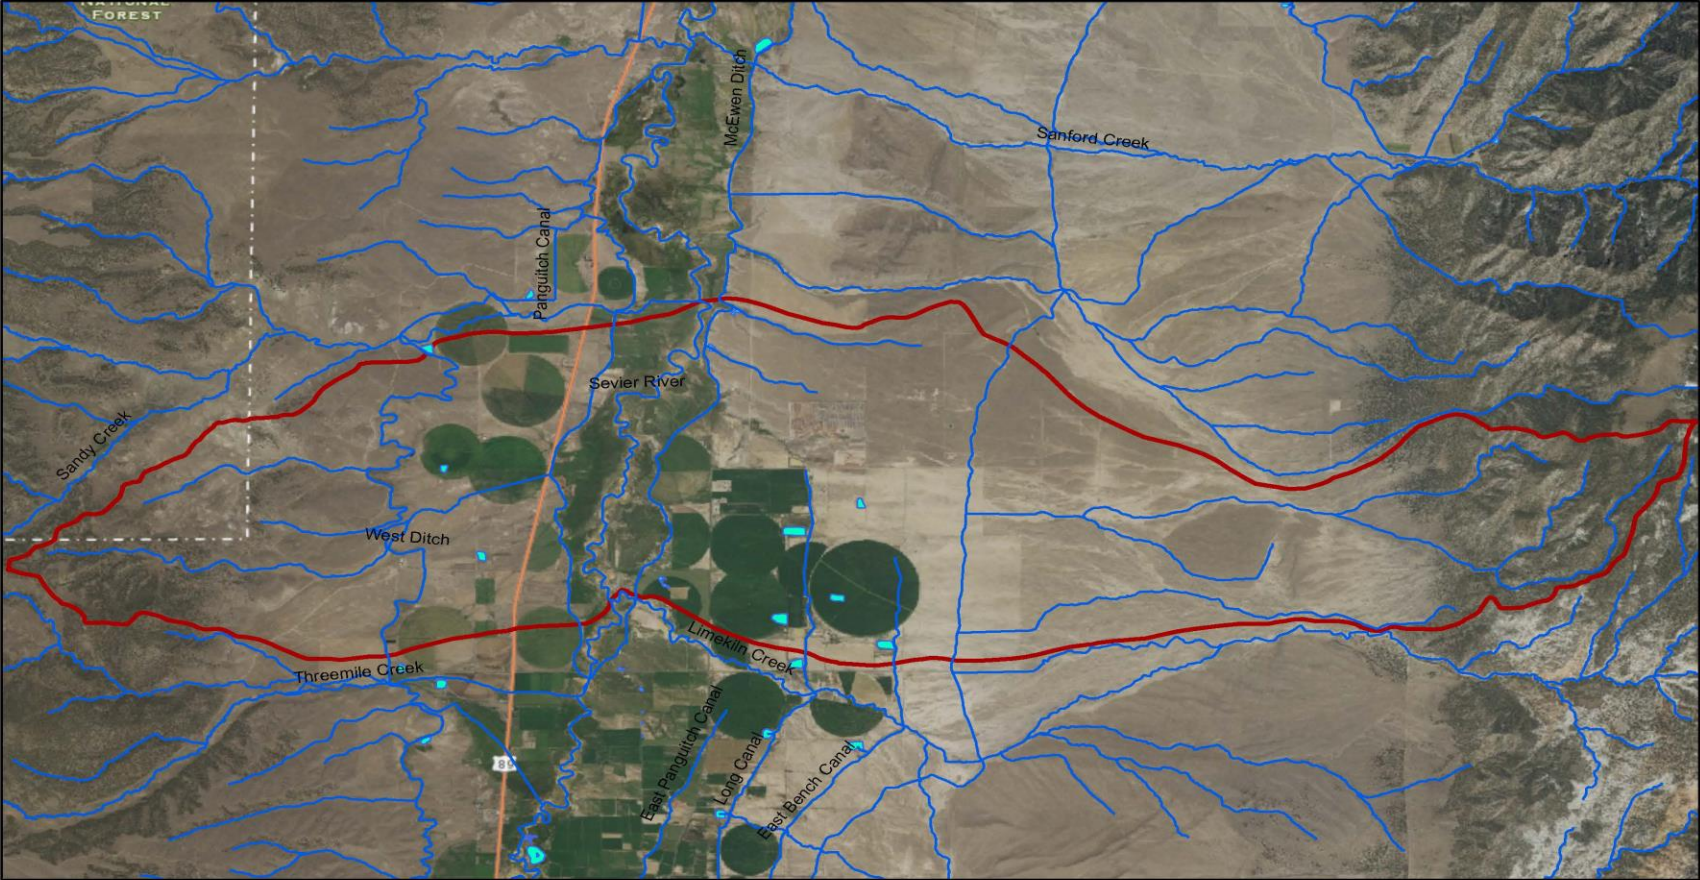 NATIONAL
FOREST
McEwen Ditch
Sanford Creek
Panguitch Canal
Sevier River
Sandy Creek
West Ditch
Limekiln Creek
Threemile Creek
East Panguitch Canal
Long Canal
East Bench Canal
89